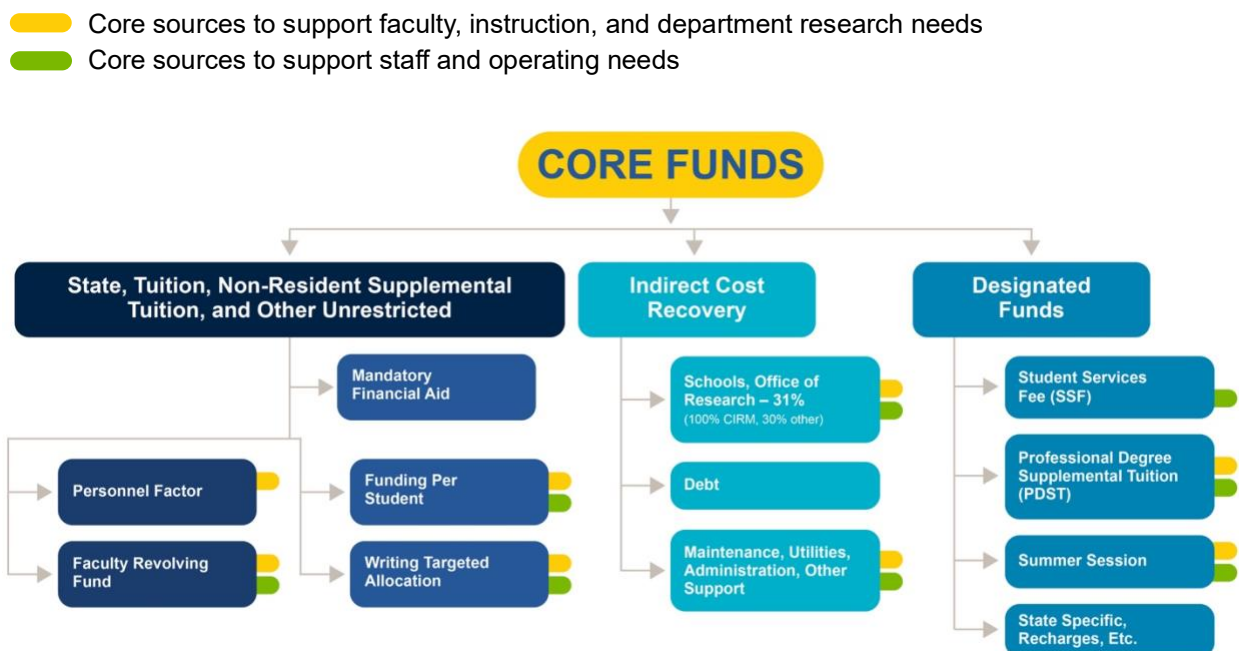 Core sources to support faculty, instruction, and department research needs
Core sources to support staff and operating needs
CORE FUNDS
State, Tuition, Non-Resident Supplemental
Tuition, and Other Unrestricted
Mandatory
Financial Aid
Personnel Factor
Faculty Revolving
Fund
Funding Per
Student
Writing Targeted
Allocation
Indirect Cost
Recovery
Schools, Office of
Research – 31%
(100% CIRM, 30% other)
Debt
Maintenance, Utilities,
Administration, Other
Support
Designated
Funds
Student Services
Fee (SSF)
Professional Degree
Supplemental Tuition
(PDST)
Summer Session
State Specific,
Recharges, Etc.